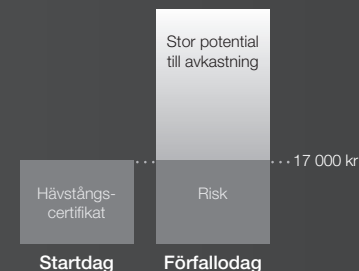 Stor potential
till avkastning
17 000 kr
Hävstångs-
certifikat
Risk
Startdag
Förfallodag